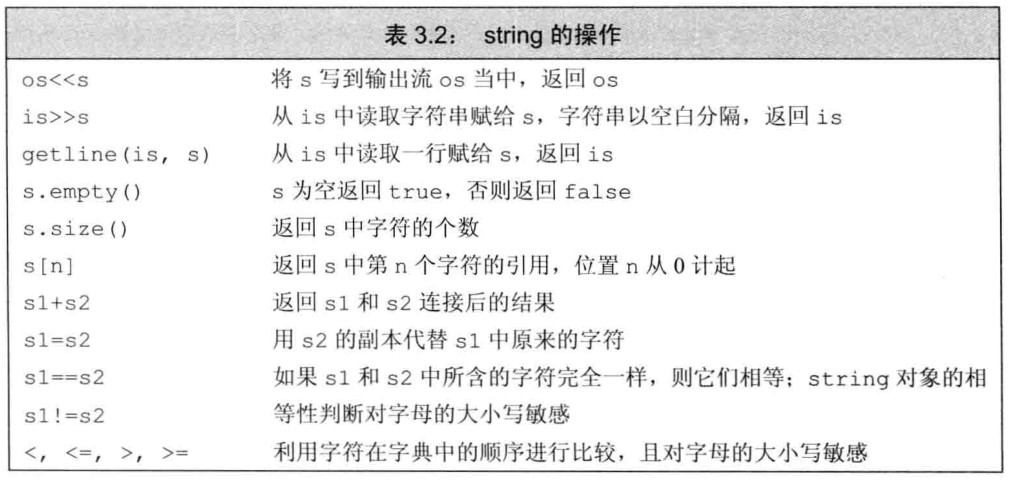 表 3.2: string 的操作
os<<s 将 s 写到输出流 os 当中，返回 os
is>>s 从 is 中读取字符串赋给 s，字符串以空白分隔，返回 is
getline(is, s) 从 is 中读取一行赋给 s，返回 is
s.empty() s 为空返回 true，否则返回 false
s.size() 返回 s 中字符的个数
s[n] 返回 s 中第 n 个字符的引用，位置 n 从 0 计起
s1+s2 返回 s1 和 s2 连接后的结果
s1=s2 用 s2 的副本代替 s1 中原来的字符
s1==s2 如果 s1 和 s2 中所含的字符完全一样，则它们相等；string 对象的相
s1!=s2 等性判断对字母的大小写敏感
<, <=, >, >= 利用字符在字典中的顺序进行比较，且对字母的大小写敏感